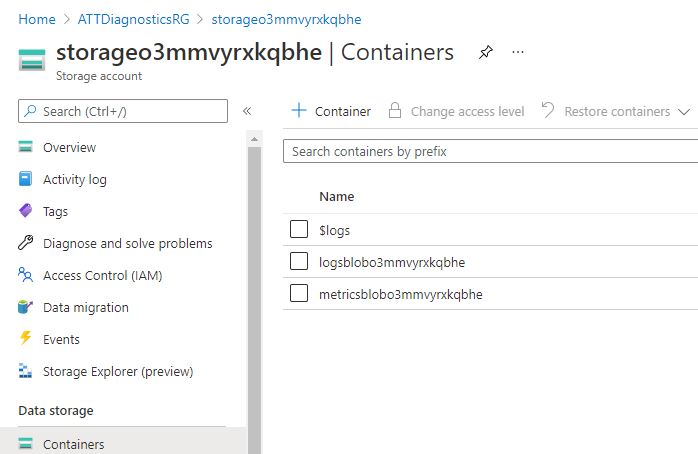 Home > ATTDiagnosticsRG > storageo3mmvyrxkqbhe
storageo3mmvyrxkqbhe | Containers ...
Storage account
Search (Ctrl+/) «
+ Container Change access level Restore containers
Search containers by prefix
Overview
Activity log
Tags
Diagnose and solve problems
Access Control (IAM)
Data migration
Events
Storage Explorer (preview)
Data storage
Containers
Name
$logs
logsblobo3mmvyrxkqbhe
metricsblobo3mmvyrxkqbhe